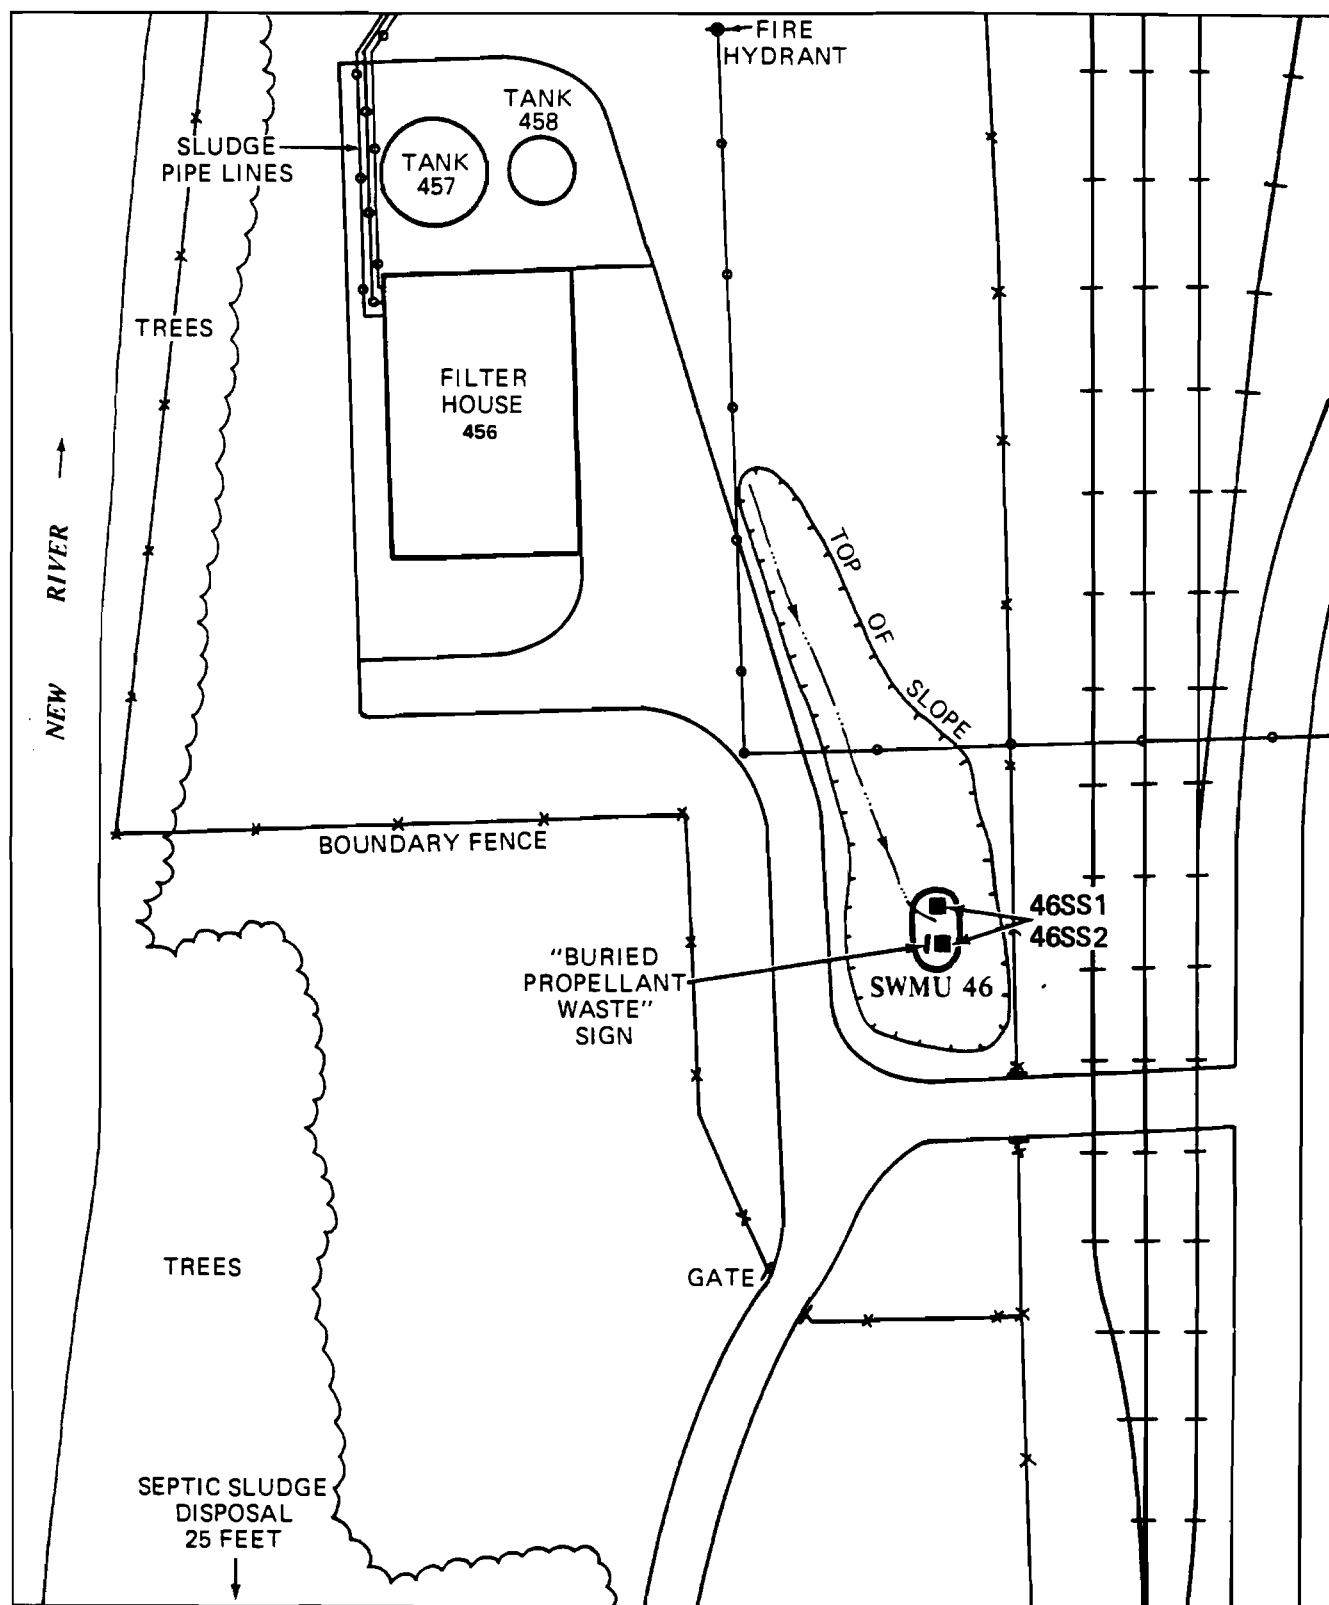 FIRE
HYDRANT
TANK
458
SLUDGE
PIPE LINES
TANK
457
TREES
FILTER
HOUSE
456
NEW RIVER
TOP OF SLOPE
BOUNDARY FENCE
46SS1
46SS2
"BURIED
PROPELLANT
WASTE"
SIGN
SWMU 46
TREES
GATE
SEPTIC SLUDGE
DISPOSAL
25 FEET